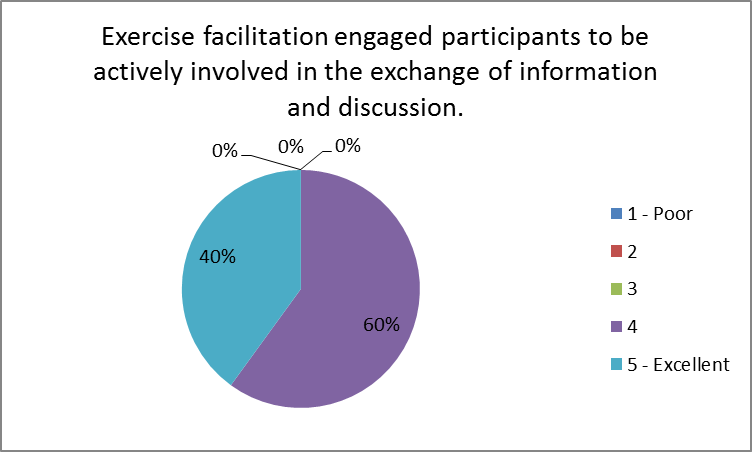 Exercise facilitation engaged participants to be
actively involved in the exchange of information
and discussion.
0%
0%
0%
40%
60%
1 - Poor
2
3
4
5 - Excellent